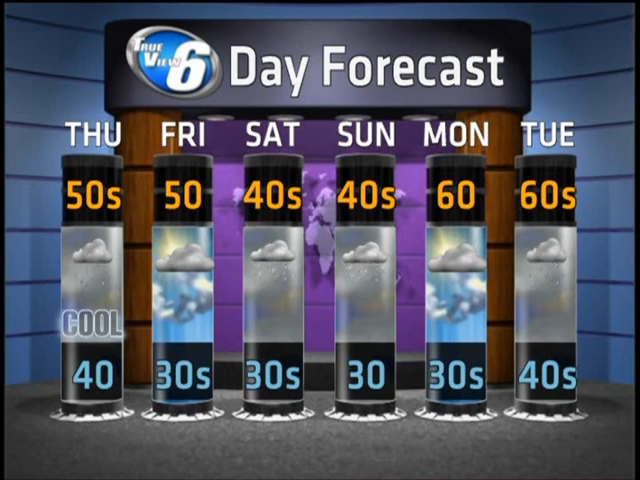 TRUE VIEW 6 Day Forecast
THU FRI SAT SUN MON TUE
50s 50 40s 40s 60 60s
COOL
40 30s 30s 30 30s 40s